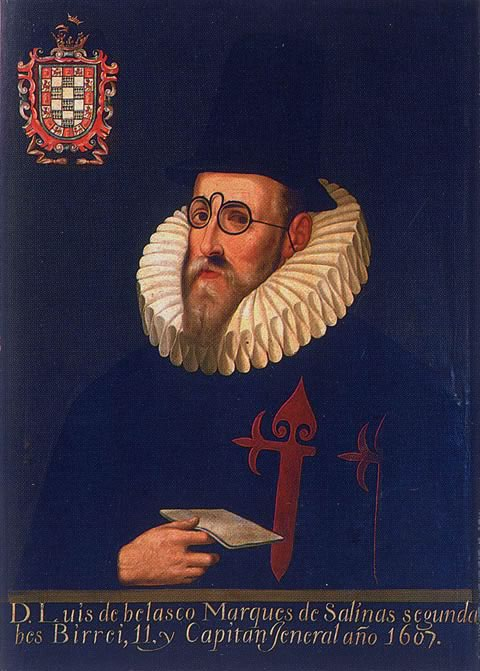 D. Luis de belasco Marques de Salinas segunda
bes Birrei, 11. y Capitan Jeneral año 1607.